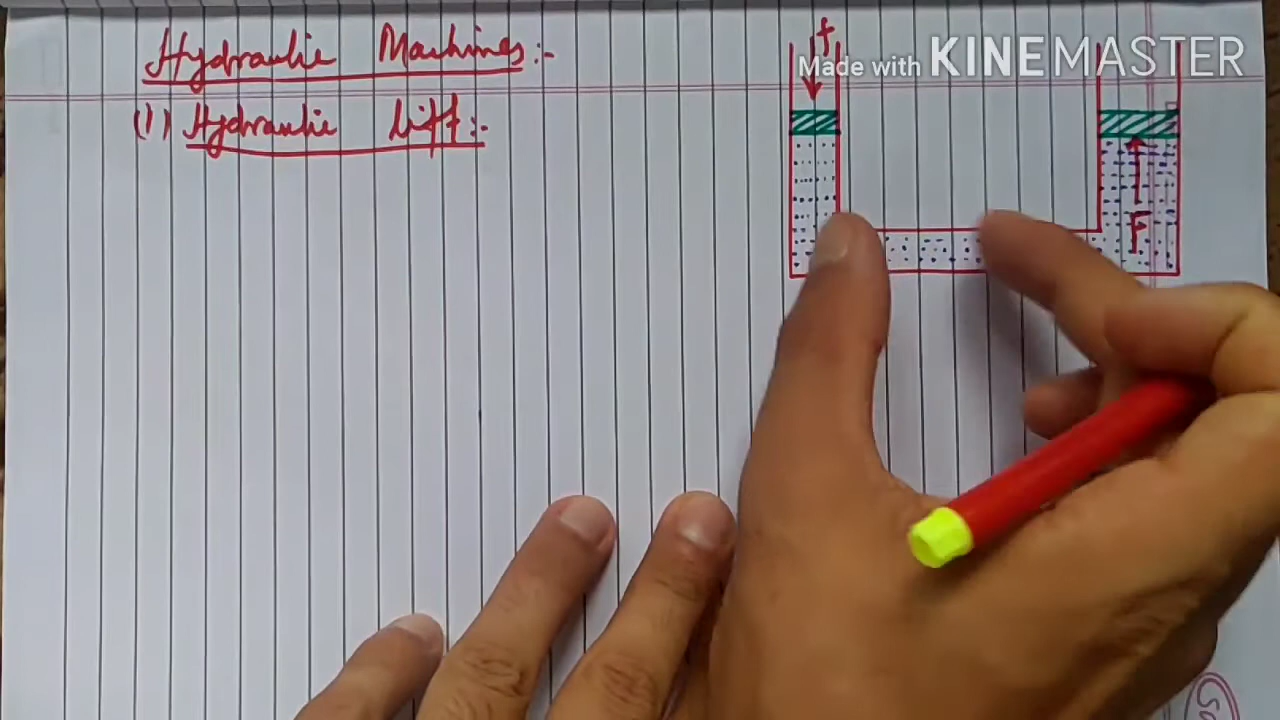 Hydraulic Machines:-
(1) Hydraulic Lift:-
f
Made with KINEMASTER
F